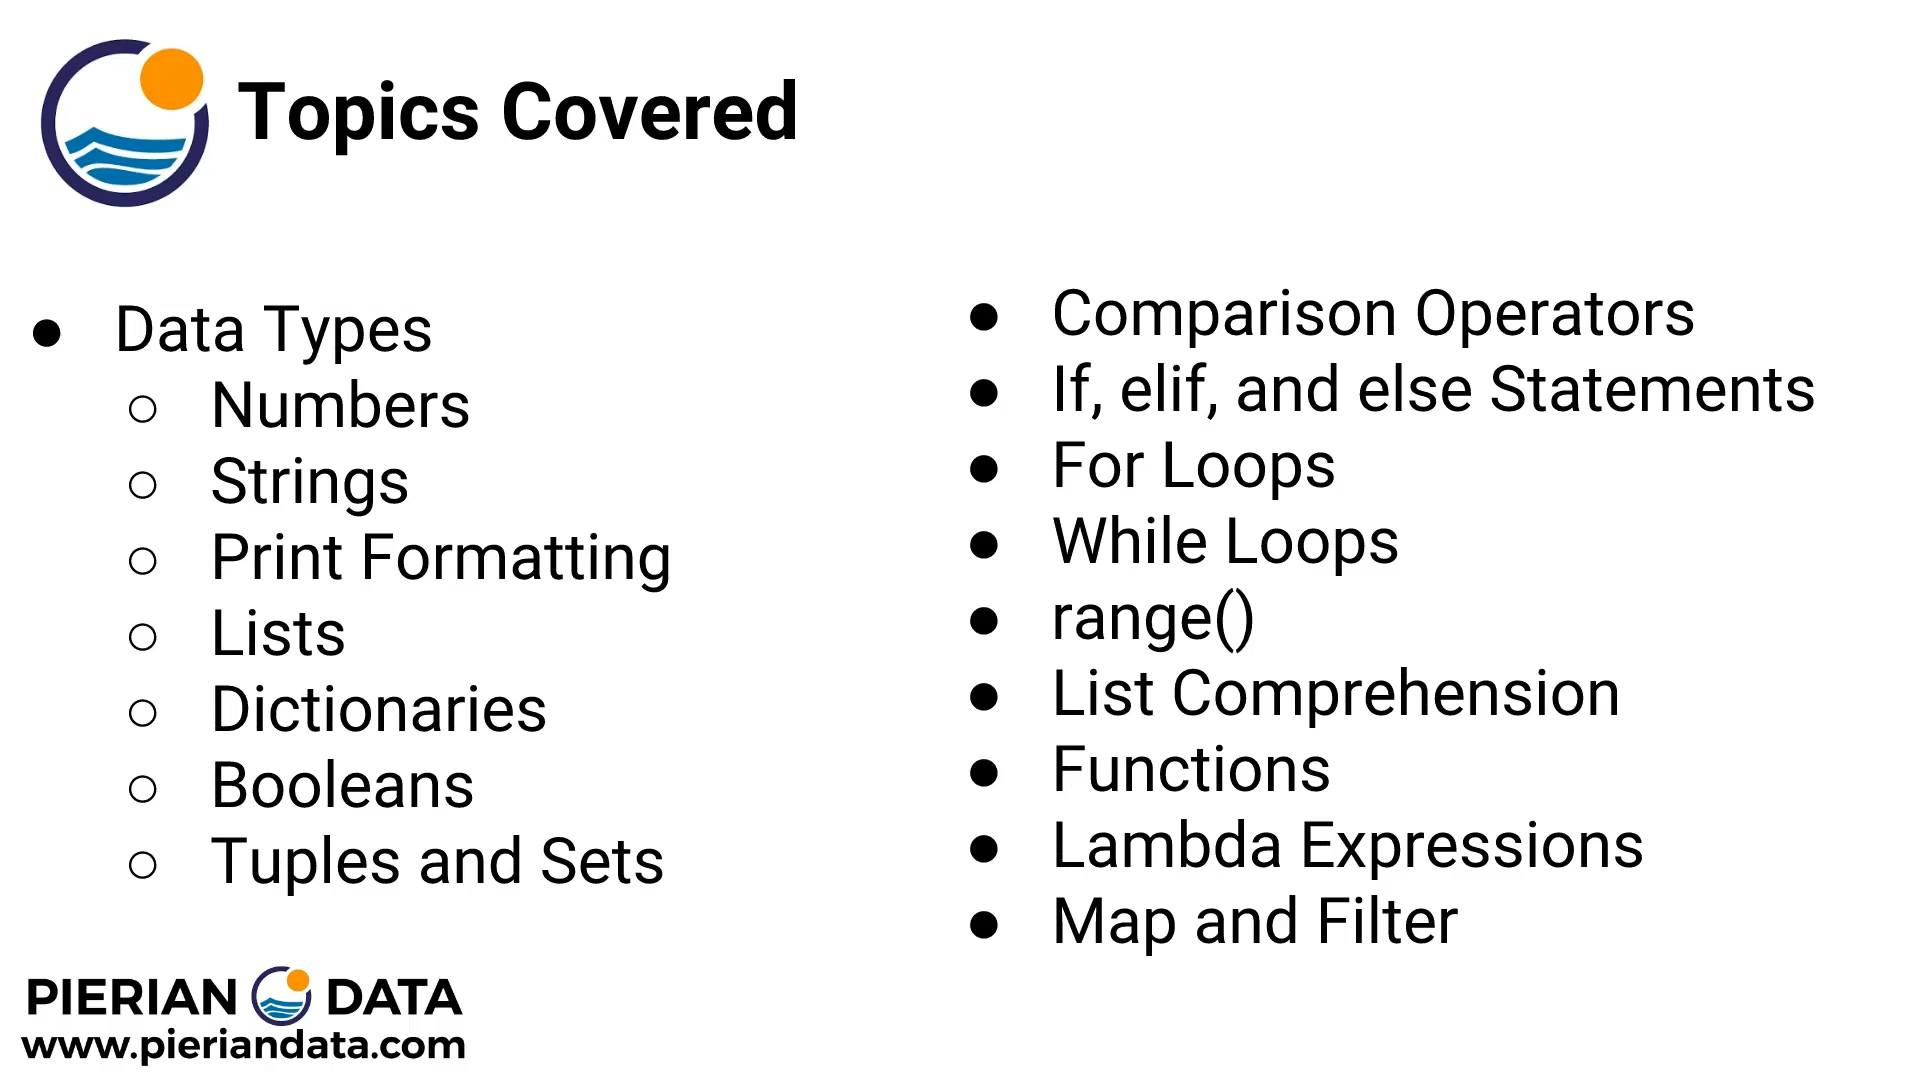 Topics Covered
● Data Types
○ Numbers
○ Strings
○ Print Formatting
○ Lists
○ Dictionaries
○ Booleans
○ Tuples and Sets
● Comparison Operators
● If, elif, and else Statements
● For Loops
● While Loops
● range()
● List Comprehension
● Functions
● Lambda Expressions
● Map and Filter
PIERIAN DATA
www.pieriandata.com